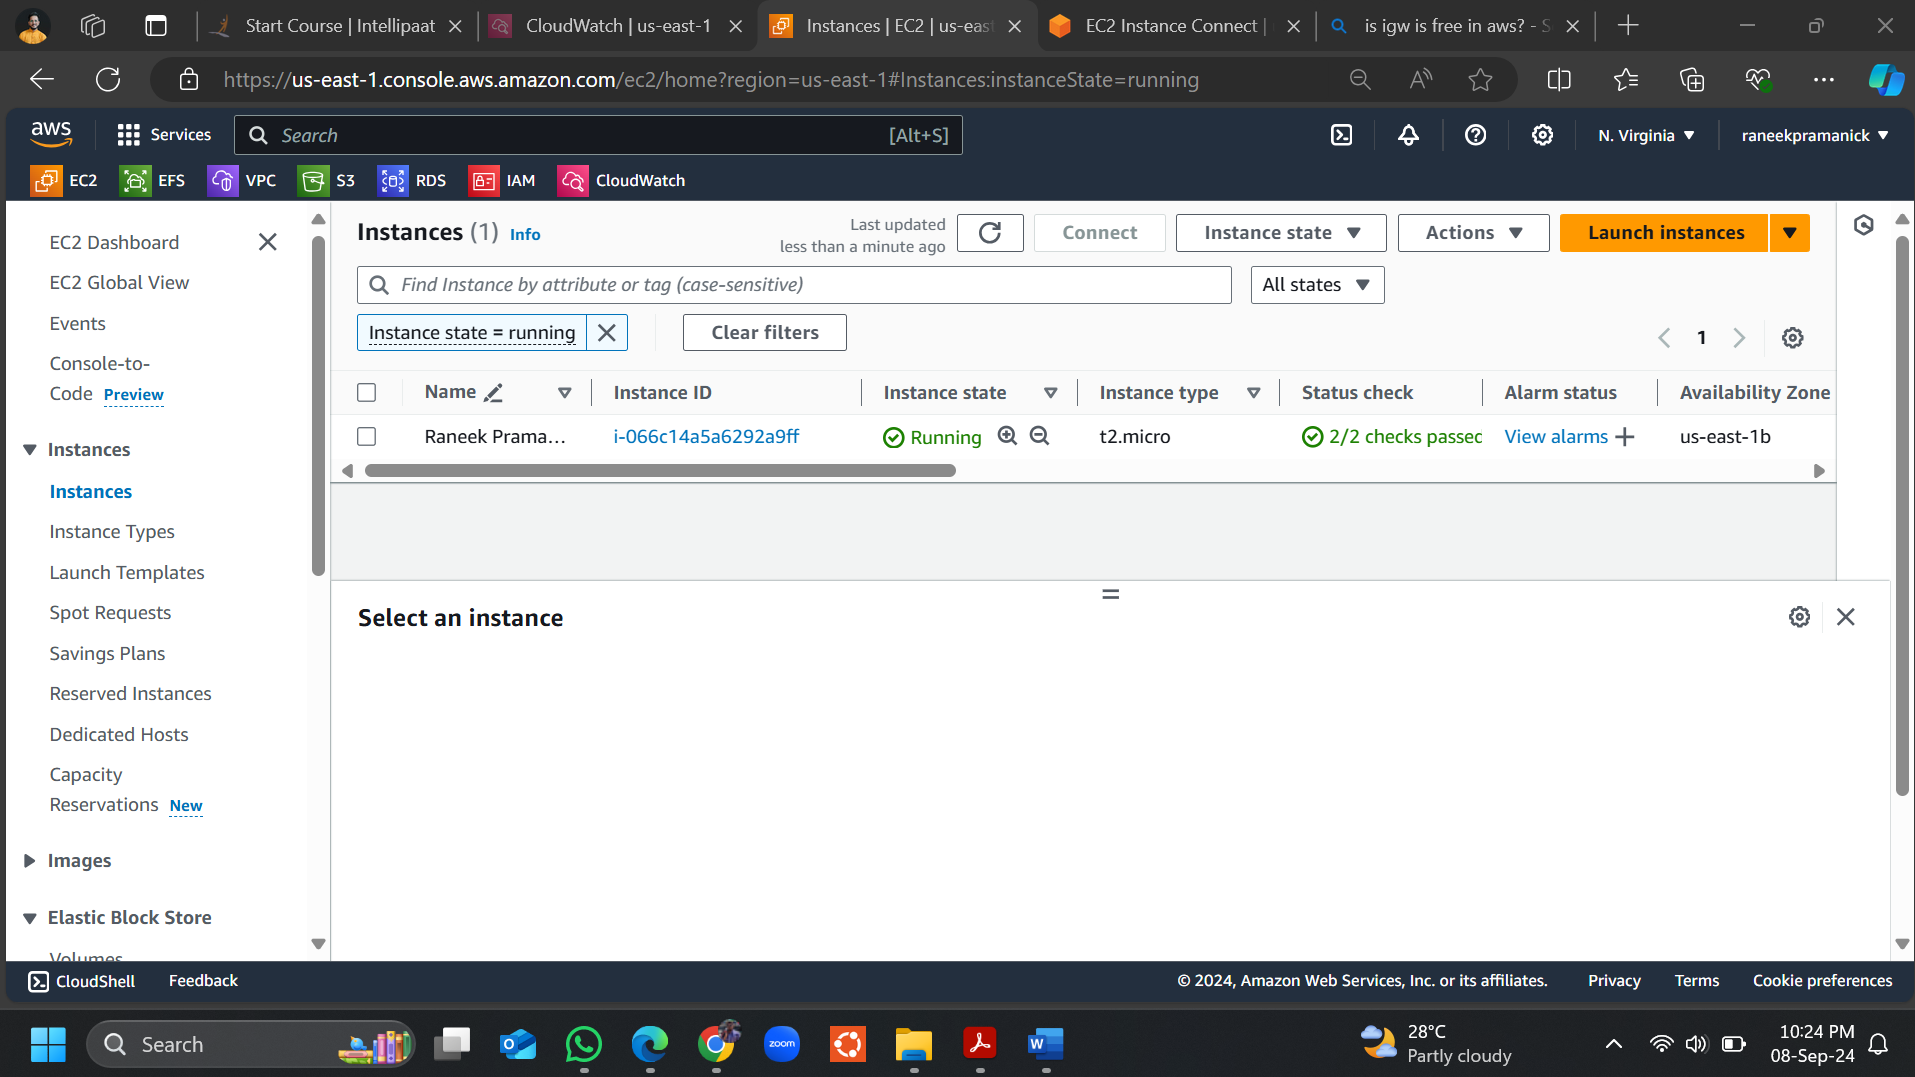 Start Course | Intellipaat
CloudWatch | us-east-1
Instances | EC2 | us-eas
EC2 Instance Connect |
is igw is free in aws? - S
https://us-east-1.console.aws.amazon.com/ec2/home?region=us-east-1#Instances:instanceState=running
aws
Services
Search
[Alt+S]
N. Virginia
raneekpramanick
EC2
EFS
VPC
S3
RDS
IAM
CloudWatch
EC2 Dashboard
EC2 Global View
Events
Console-to-
Code Preview
Instances
Instances
Instance Types
Launch Templates
Spot Requests
Savings Plans
Reserved Instances
Dedicated Hosts
Capacity
Reservations New
Images
Elastic Block Store
Volumes
Instances (1) Info
Last updated
less than a minute ago
Connect
Instance state
Actions
Launch instances
Find Instance by attribute or tag (case-sensitive)
All states
Instance state = running
Clear filters
1
Name
Instance ID
Instance state
Instance type
Status check
Alarm status
Availability Zone
Raneek Prama...
i-066c14a5a6292a9ff
Running
t2.micro
2/2 checks passed
View alarms
us-east-1b
Select an instance
CloudShell
Feedback
© 2024, Amazon Web Services, Inc. or its affiliates.
Privacy
Terms
Cookie preferences
Search
zoom
28°C
Partly cloudy
10:24 PM
08-Sep-24